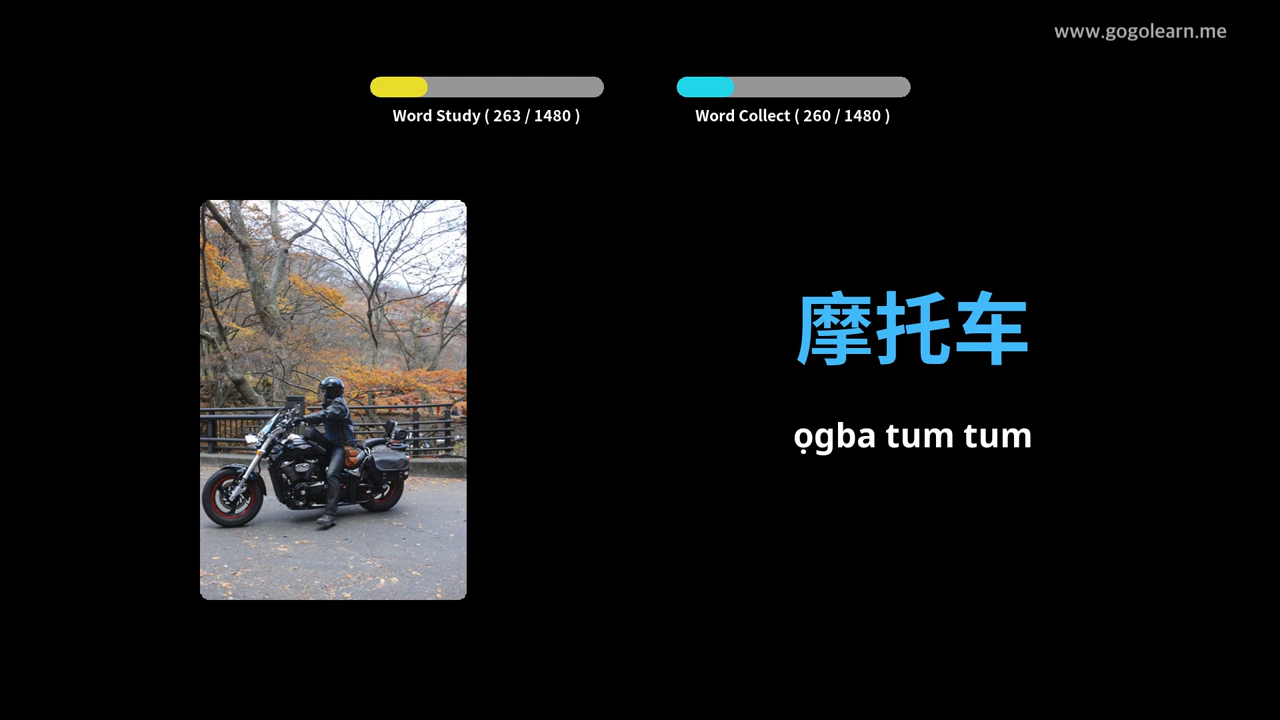 www.gogolearn.me
Word Study ( 263 / 1480 )
Word Collect ( 260 / 1480 )
摩托车
ọgba tum tum